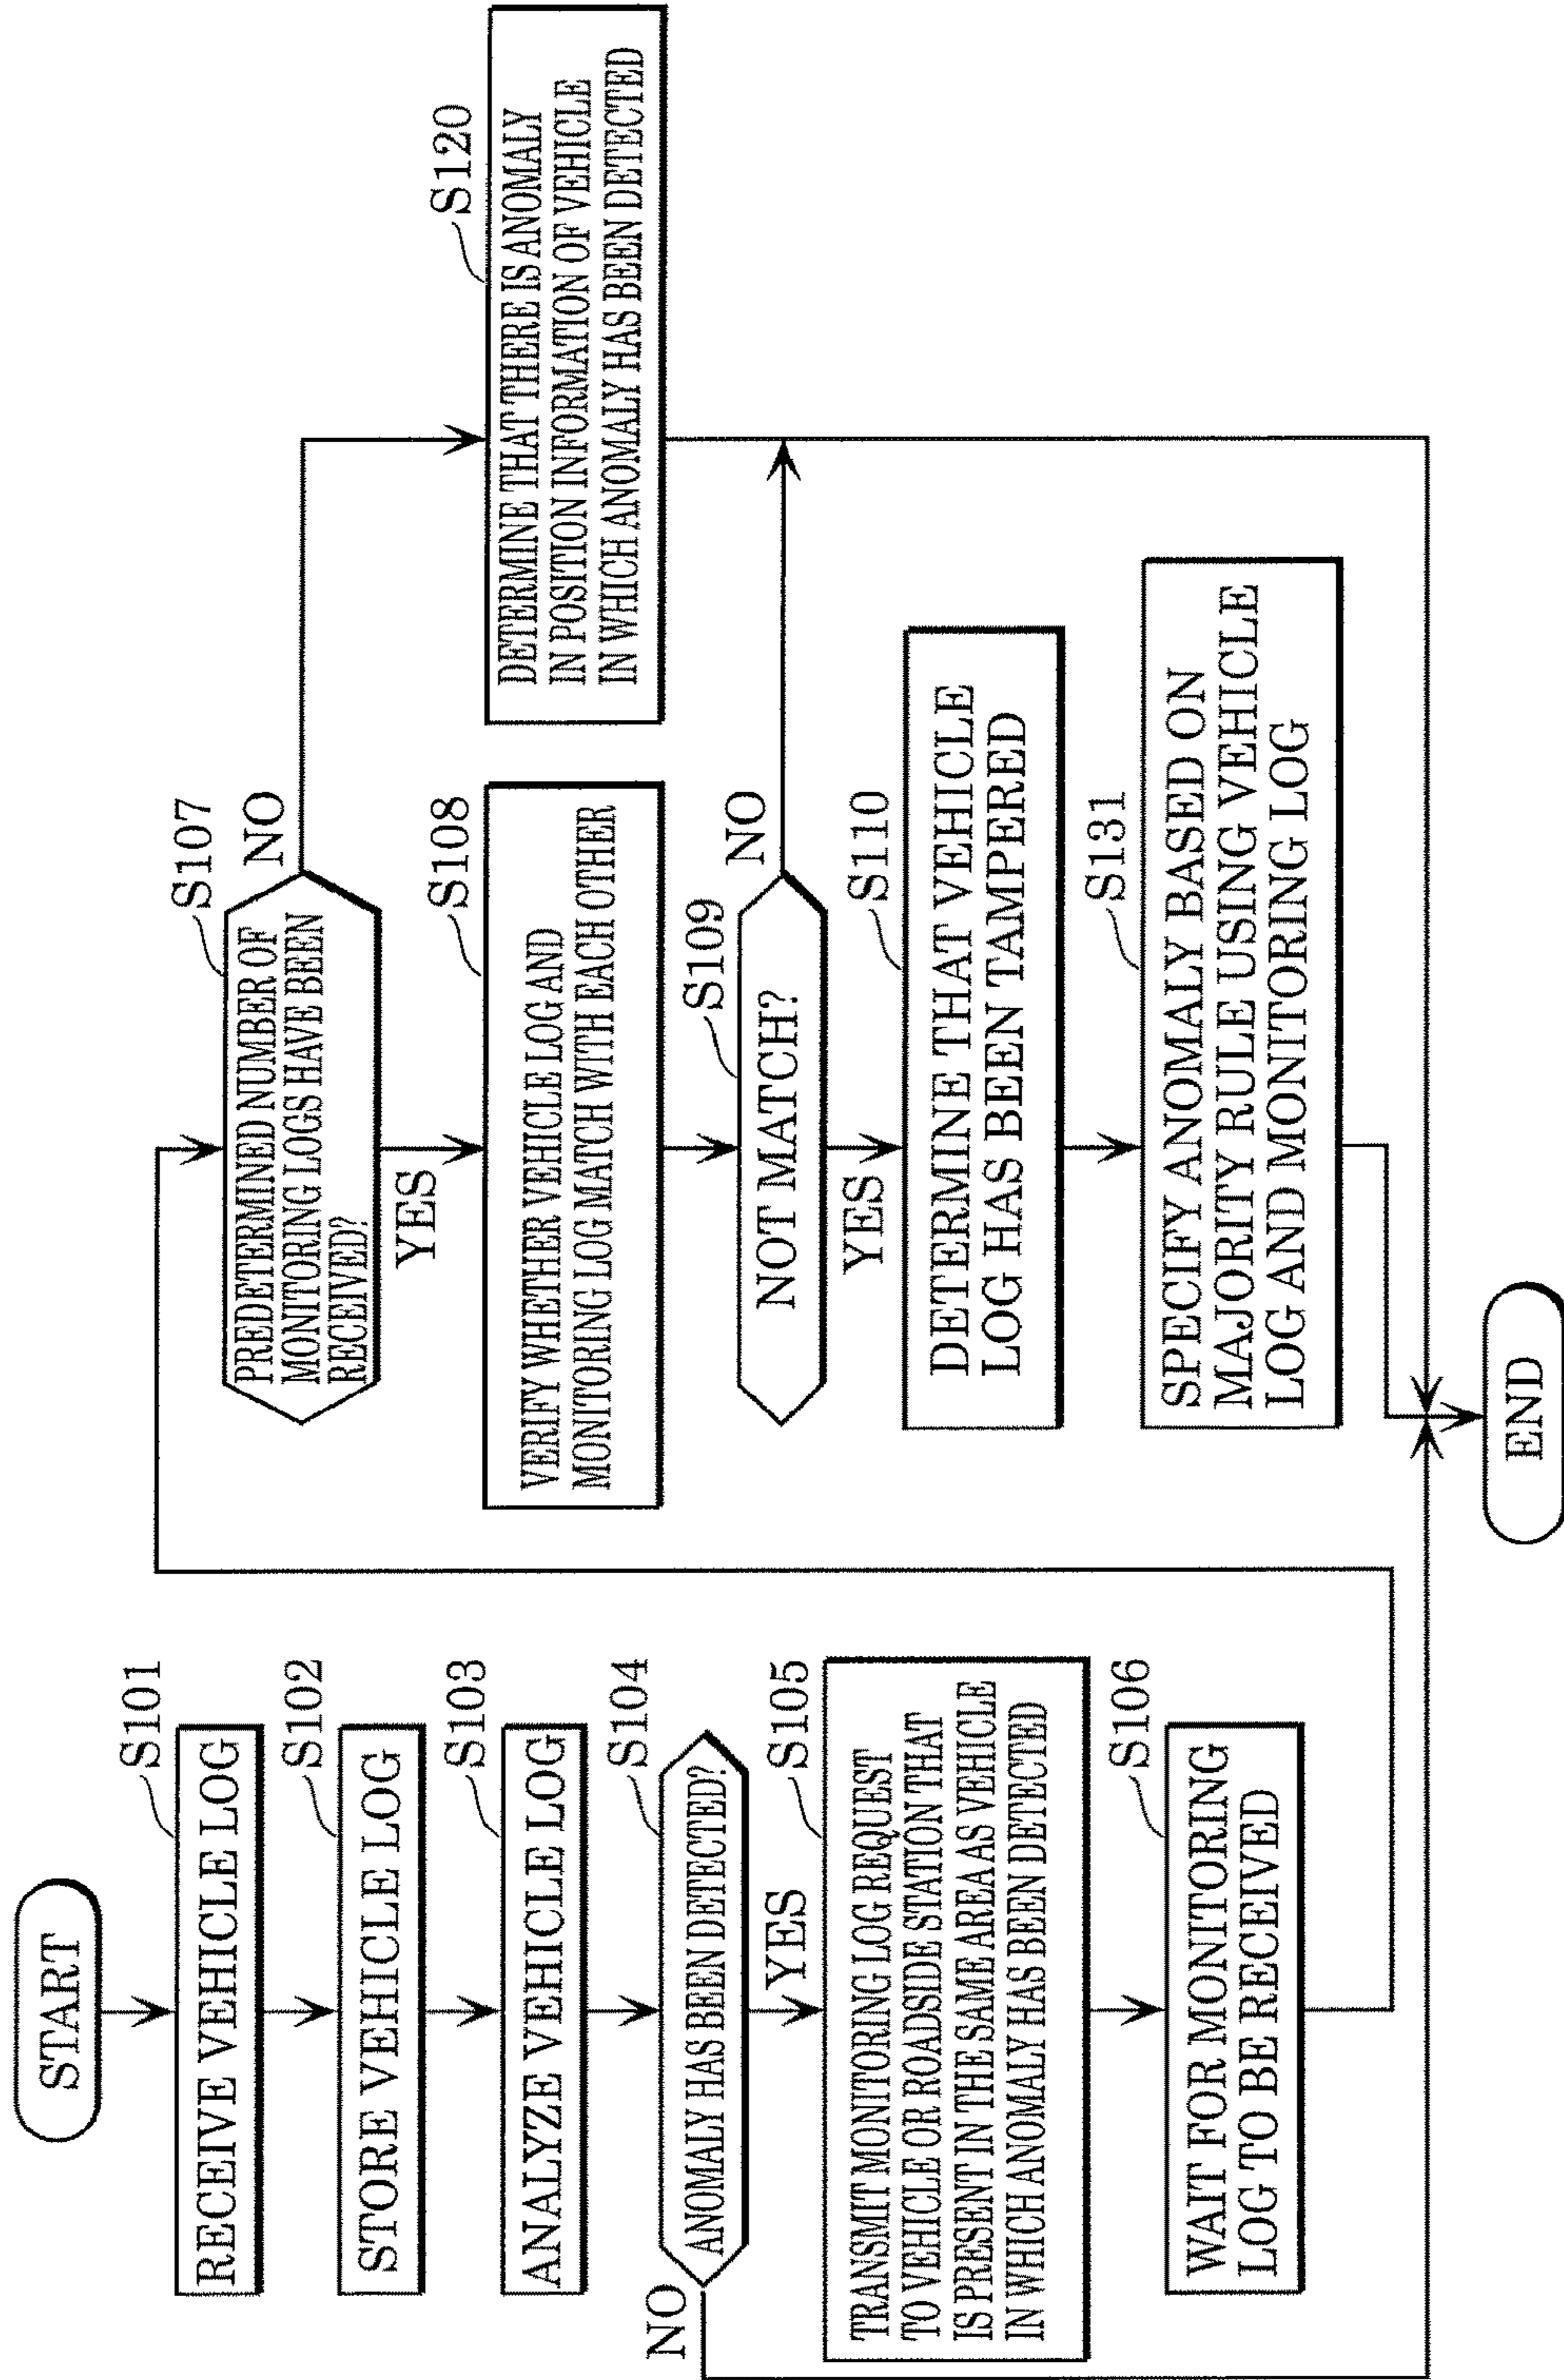 START
S101
RECEIVE VEHICLE LOG
S102
STORE VEHICLE LOG
S103
ANALYZE VEHICLE LOG
S104
ANOMALY HAS BEEN DETECTED?
NO
YES
S105
TRANSMIT MONITORING LOG REQUEST
TO VEHICLE OR ROADSIDE STATION THAT
IS PRESENT IN THE SAME AREA AS VEHICLE
IN WHICH ANOMALY HAS BEEN DETECTED
S106
WAIT FOR MONITORING
LOG TO BE RECEIVED
S107
PREDETERMINED NUMBER OF
MONITORING LOGS HAVE BEEN
RECEIVED?
NO
YES
S120
DETERMINE THAT THERE IS ANOMALY
IN POSITION INFORMATION OF VEHICLE
IN WHICH ANOMALY HAS BEEN DETECTED
S108
VERIFY WHETHER VEHICLE LOG AND
MONITORING LOG MATCH WITH EACH OTHER
S109
NOT MATCH?
NO
YES
S110
DETERMINE THAT VEHICLE
LOG HAS BEEN TAMPERED
S131
SPECIFY ANOMALY BASED ON
MAJORITY RULE USING VEHICLE
LOG AND MONITORING LOG
END